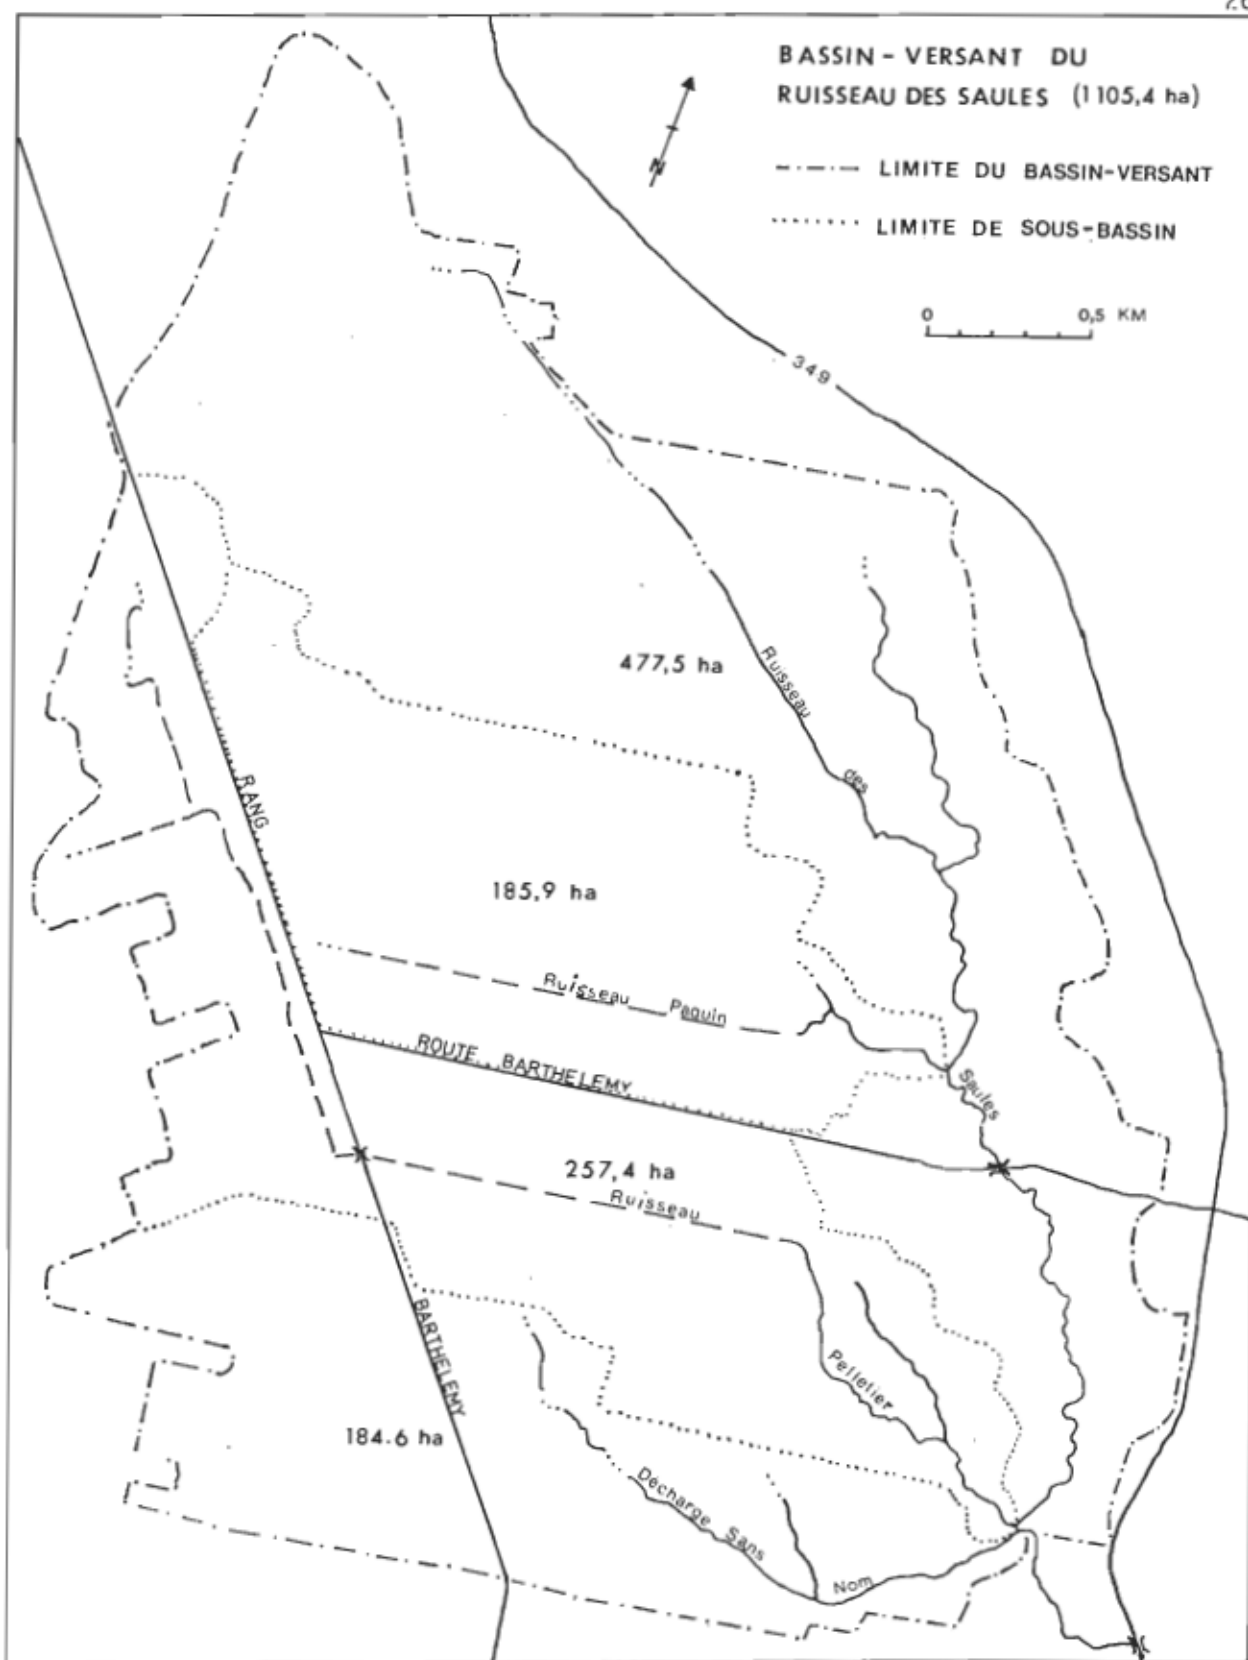 BASSIN-VERSANT DU
RUISSEAU DES SAULES (1105,4 ha)
N
LIMITE DU BASSIN-VERSANT
LIMITE DE SOUS-BASSIN
0 0,5 KM
349
477,5 ha
Ruisseau
des
RANG
185,9 ha
Ruisseau Paquin
ROUTE BARTHELEMY
Saules
257,4 ha
Ruisseau
BARTHELEMY
Pelletier
184.6 ha
Décharge Sans
Nom